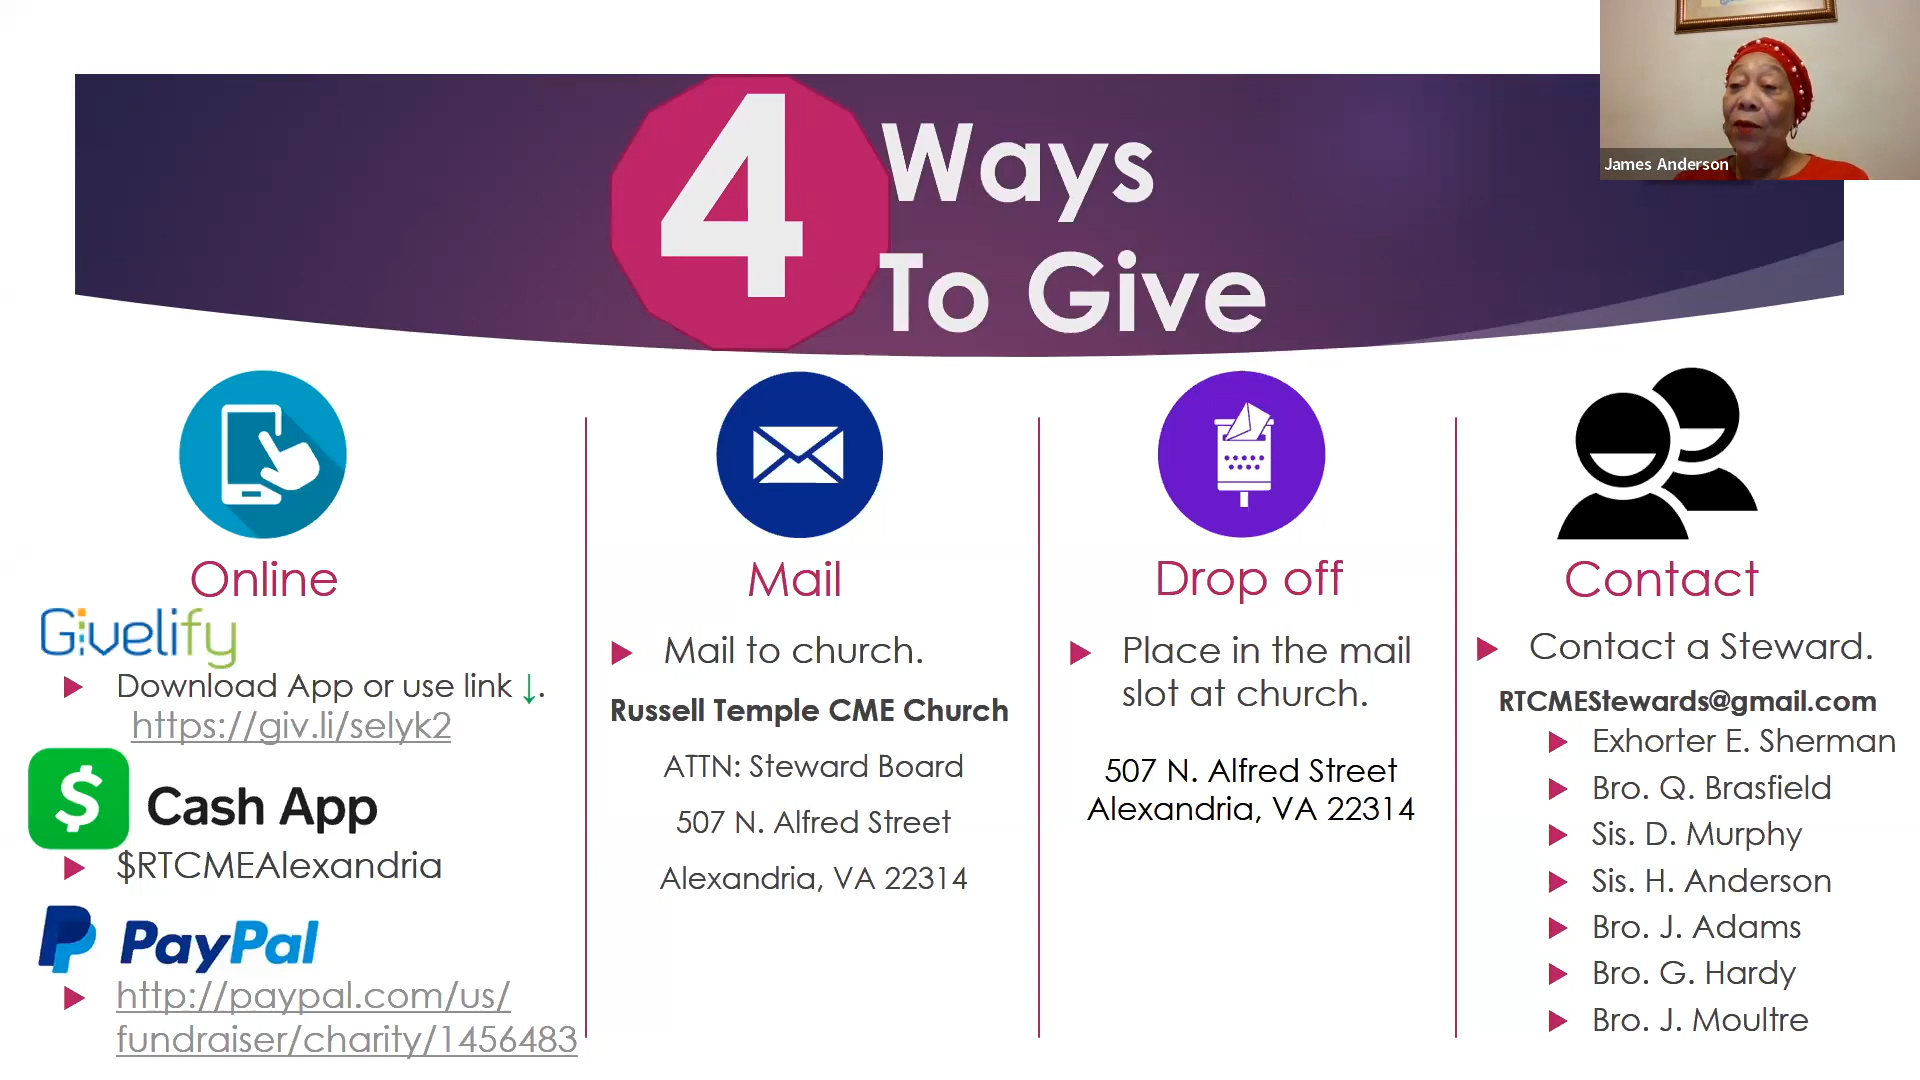 4
Ways
To Give
James Anderson
Online
Givelify
Download App or use link ↓.
https://giv.li/selyk2
$ Cash App
$RTCMEAlexandria
PayPal
http://paypal.com/us/
fundraiser/charity/1456483
Mail
Mail to church.
Russell Temple CME Church
ATTN: Steward Board
507 N. Alfred Street
Alexandria, VA 22314
Drop off
Place in the mail
slot at church.
507 N. Alfred Street
Alexandria, VA 22314
Contact
Contact a Steward.
RTCMEStewards@gmail.com
Exhorter E. Sherman
Bro. Q. Brasfield
Sis. D. Murphy
Sis. H. Anderson
Bro. J. Adams
Bro. G. Hardy
Bro. J. Moultre